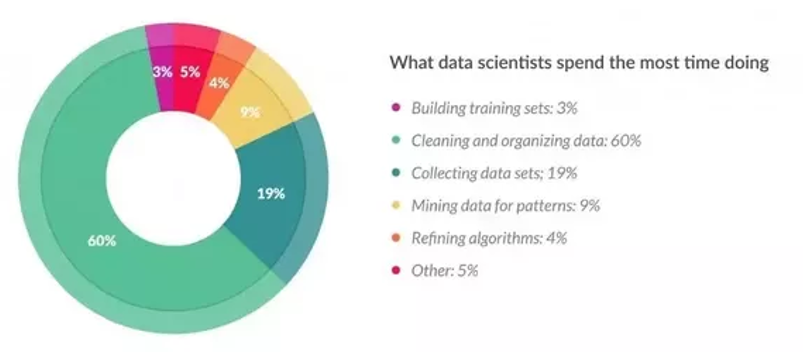 What data scientists spend the most time doing
Building training sets: 3%
Cleaning and organizing data: 60%
Collecting data sets; 19%
Mining data for patterns: 9%
Refining algorithms: 4%
Other: 5%
3%
5%
4%
9%
19%
60%